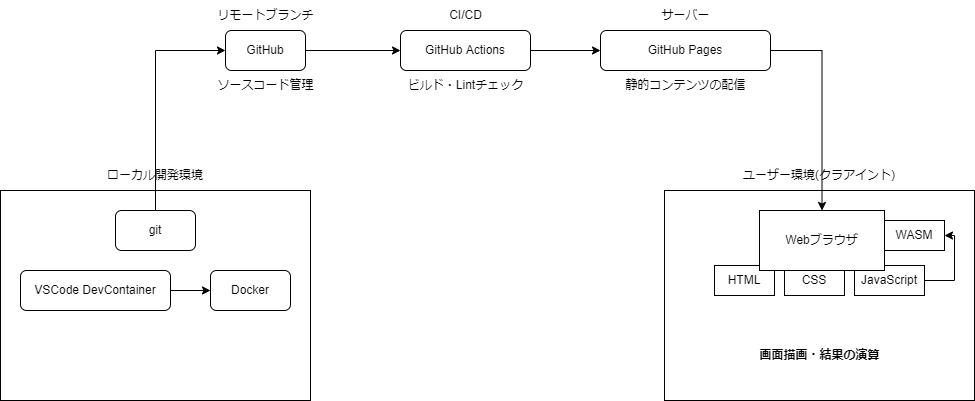 リモートブランチ
CI/CD
サーバー
GitHub
GitHub Actions
GitHub Pages
ソースコード管理
ビルド・Lintチェック
静的コンテンツの配信
ローカル開発環境
git
VSCode DevContainer
Docker
ユーザー環境(クラアイント)
Webブラウザ
WASM
HTML
CSS
JavaScript
画面描画・結果の演算